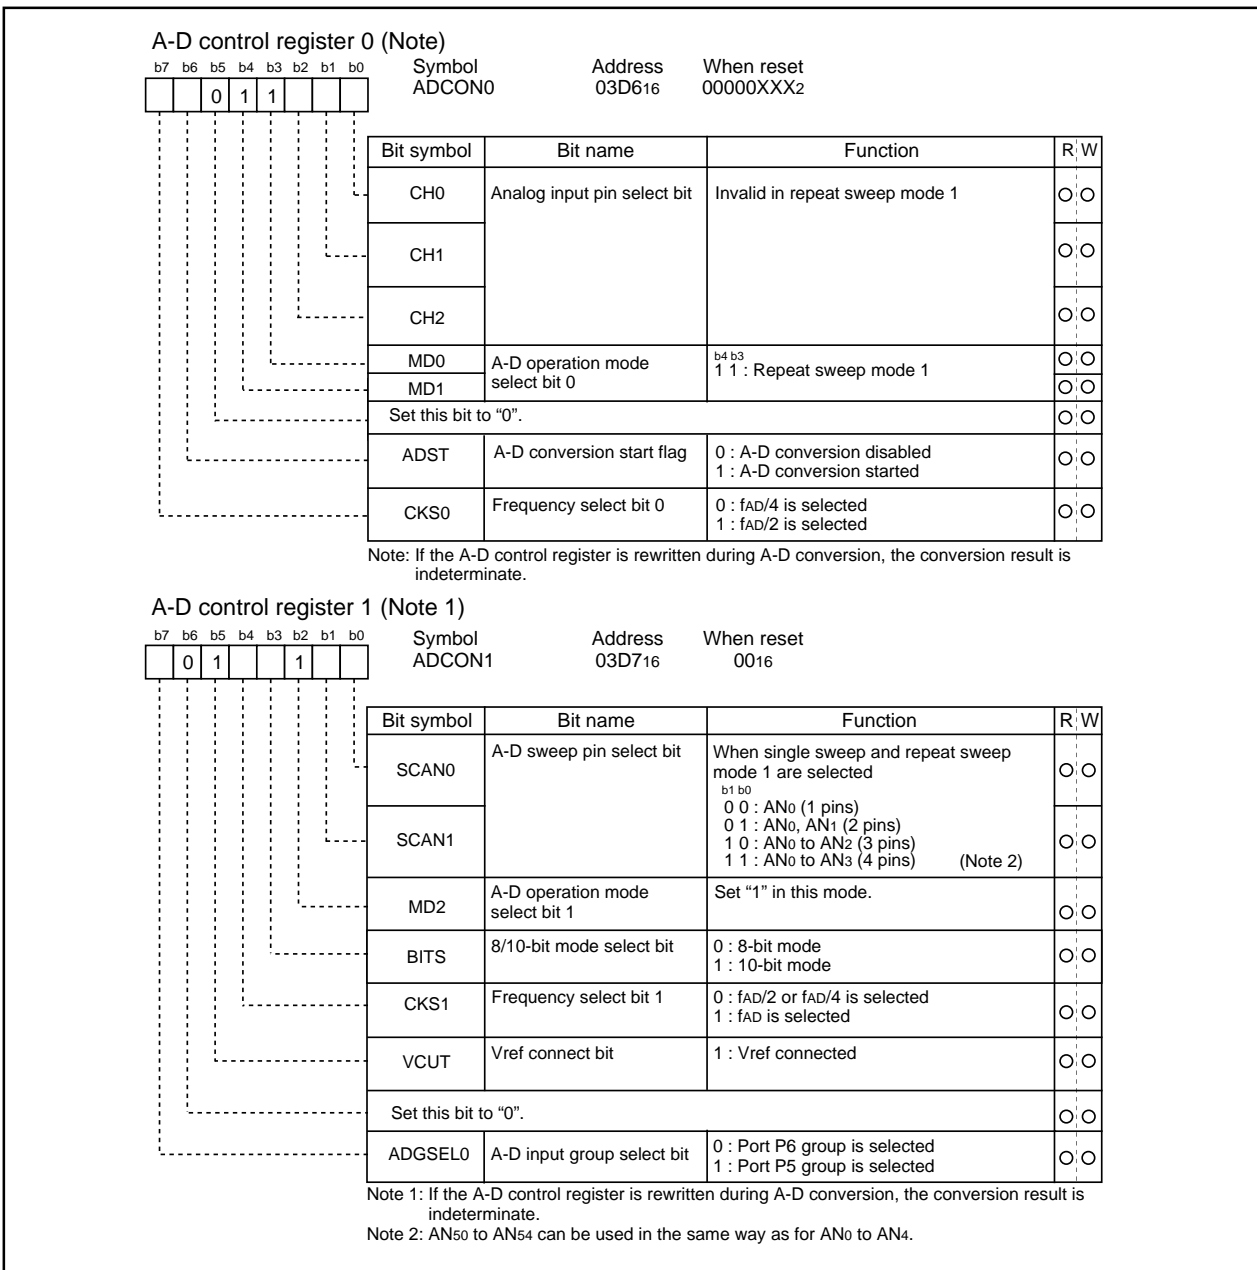 A-D control register 0 (Note)
b7 b6 b5 b4 b3 b2 b1 b0
Symbol Address When reset
ADCON0 03D616 00000XXX2
0 1 1
Bit symbol Bit name Function R W
CH0 Analog input pin select bit Invalid in repeat sweep mode 1
CH1
CH2
MD0 A-D operation mode select bit 0 b4 b3
1 1 : Repeat sweep mode 1
MD1
Set this bit to “0”.
ADST A-D conversion start flag 0 : A-D conversion disabled
1 : A-D conversion started
CKS0 Frequency select bit 0 0 : fAD/4 is selected
1 : fAD/2 is selected
Note: If the A-D control register is rewritten during A-D conversion, the conversion result is
indeterminate.
A-D control register 1 (Note 1)
b7 b6 b5 b4 b3 b2 b1 b0
Symbol Address When reset
ADCON1 03D716 0016
0 1 1
Bit symbol Bit name Function R W
SCAN0 A-D sweep pin select bit When single sweep and repeat sweep
mode 1 are selected
b1 b0
0 0 : AN0 (1 pins)
0 1 : AN0, AN1 (2 pins)
SCAN1 1 0 : AN0 to AN2 (3 pins)
1 1 : AN0 to AN3 (4 pins) (Note 2)
MD2 A-D operation mode
select bit 1 Set “1” in this mode.
BITS 8/10-bit mode select bit 0 : 8-bit mode
1 : 10-bit mode
CKS1 Frequency select bit 1 0 : fAD/2 or fAD/4 is selected
1 : fAD is selected
VCUT Vref connect bit 1 : Vref connected
Set this bit to “0”.
ADGSEL0 A-D input group select bit 0 : Port P6 group is selected
1 : Port P5 group is selected
Note 1: If the A-D control register is rewritten during A-D conversion, the conversion result is
indeterminate.
Note 2: AN50 to AN54 can be used in the same way as for AN0 to AN4.